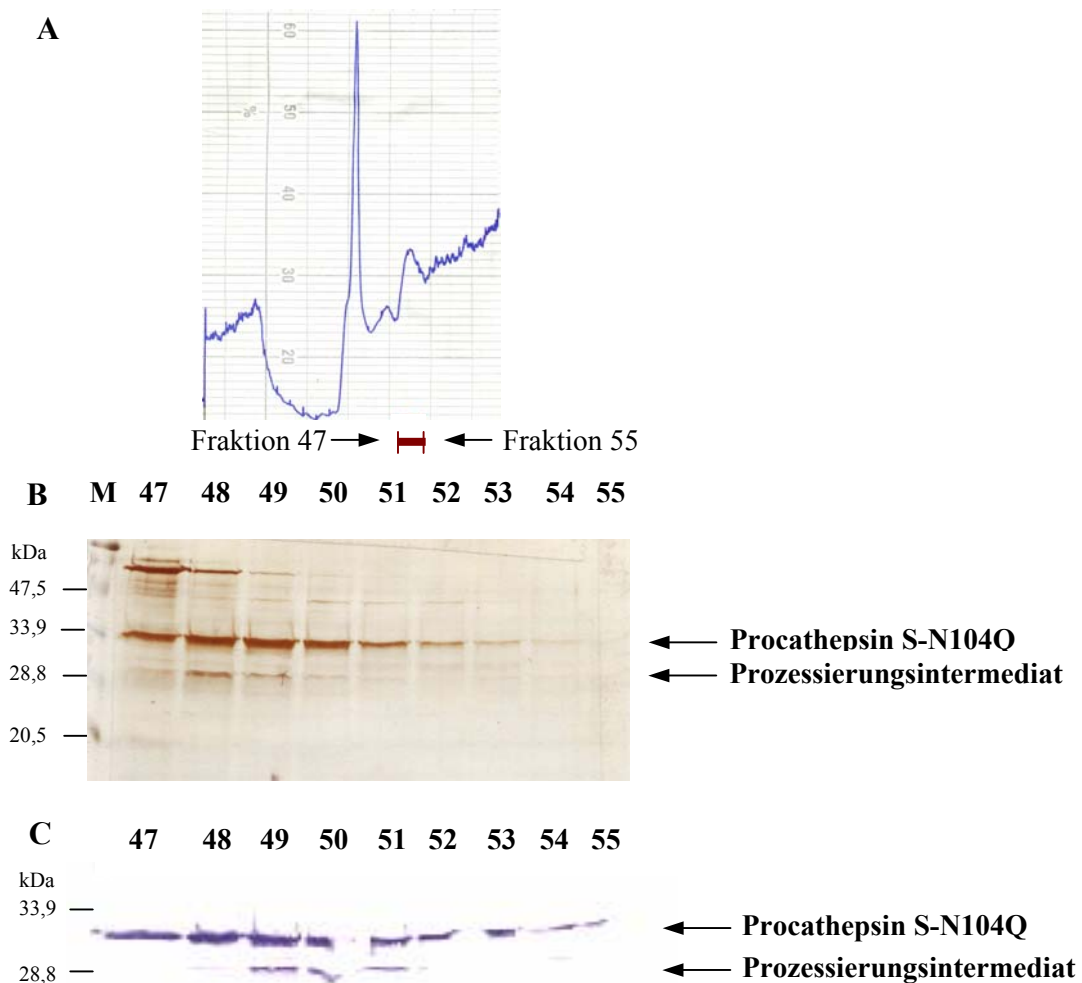 A
60
%
50
40
30
20
Fraktion 47 Fraktion 55
B M 47 48 49 50 51 52 53 54 55
kDa
47,5
33,9
Procathepsin S-N104Q
28,8
Prozessierungsintermediat
20,5
C 47 48 49 50 51 52 53 54 55
kDa
33,9
Procathepsin S-N104Q
28,8
Prozessierungsintermediat